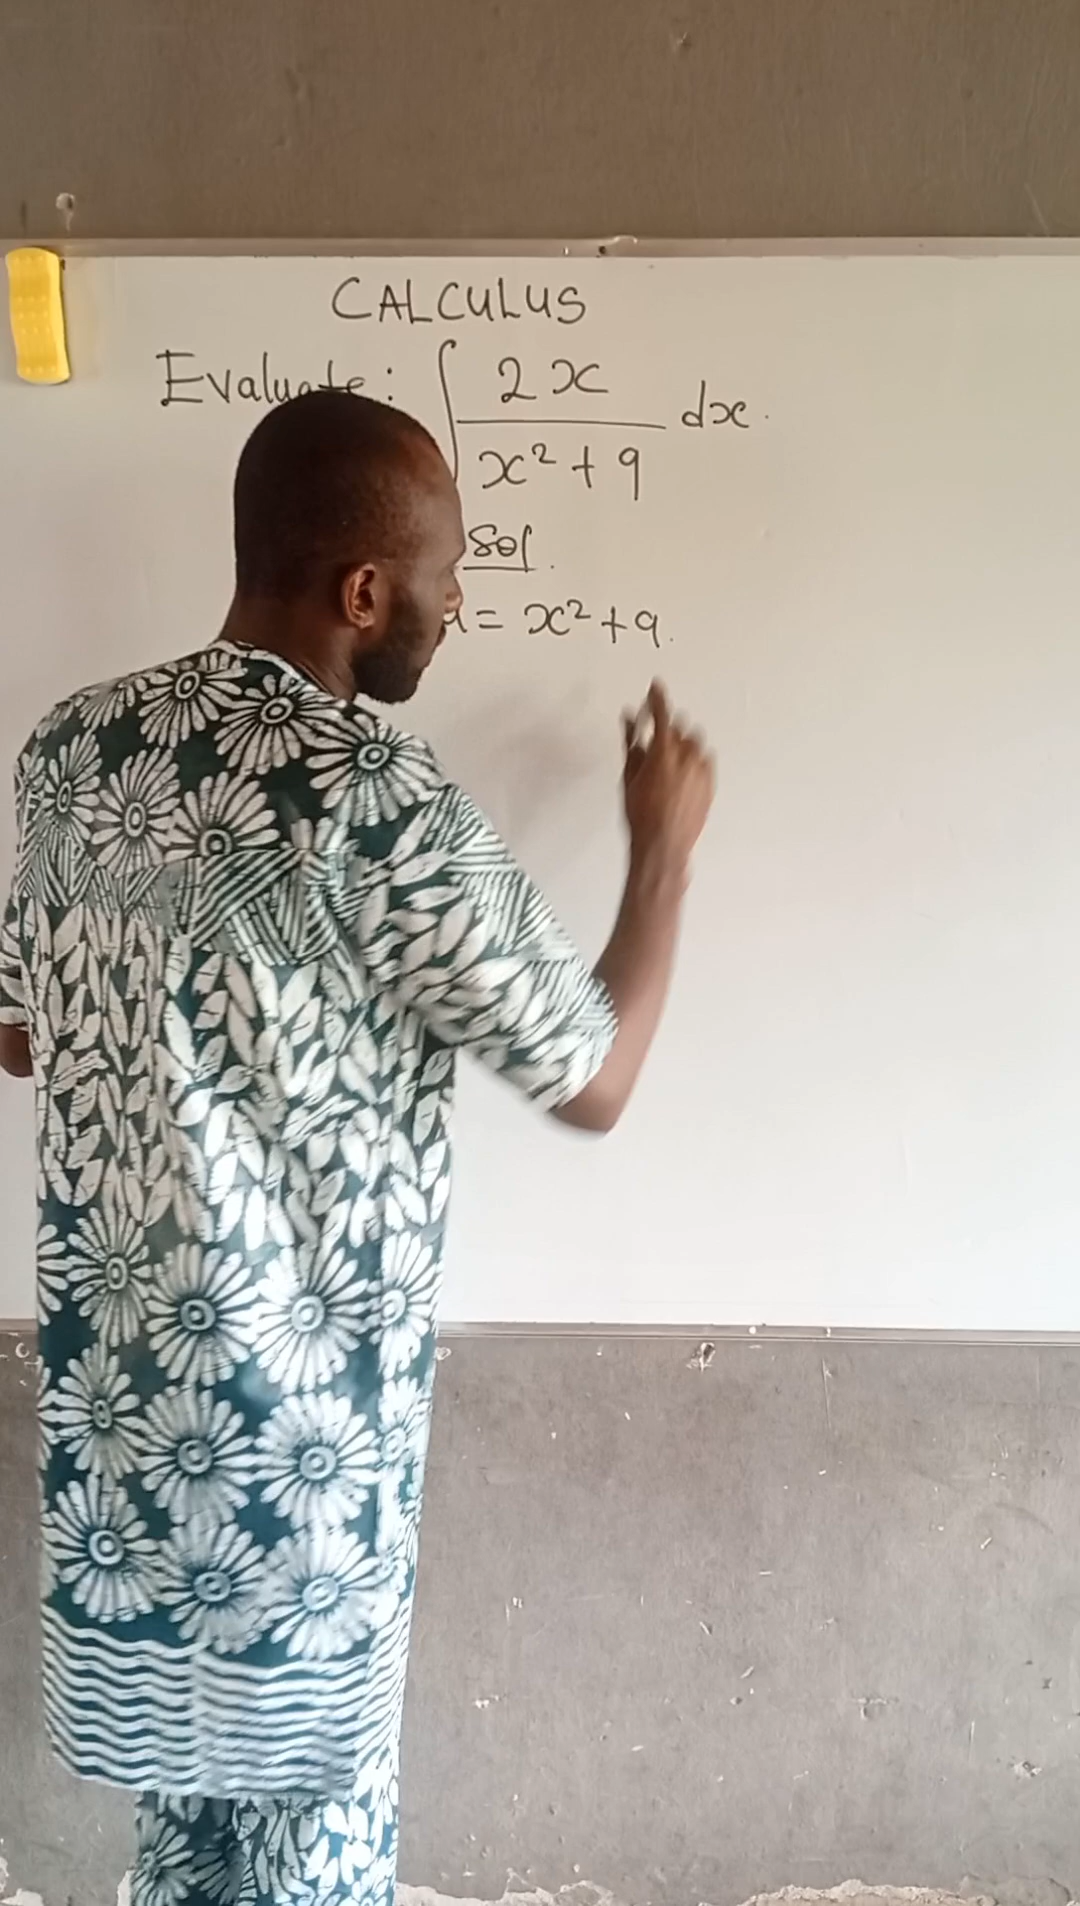 CALCULUS
Evaluate: ∫ 2x / x² + 9 dx.
Sol.
u = x² + 9.